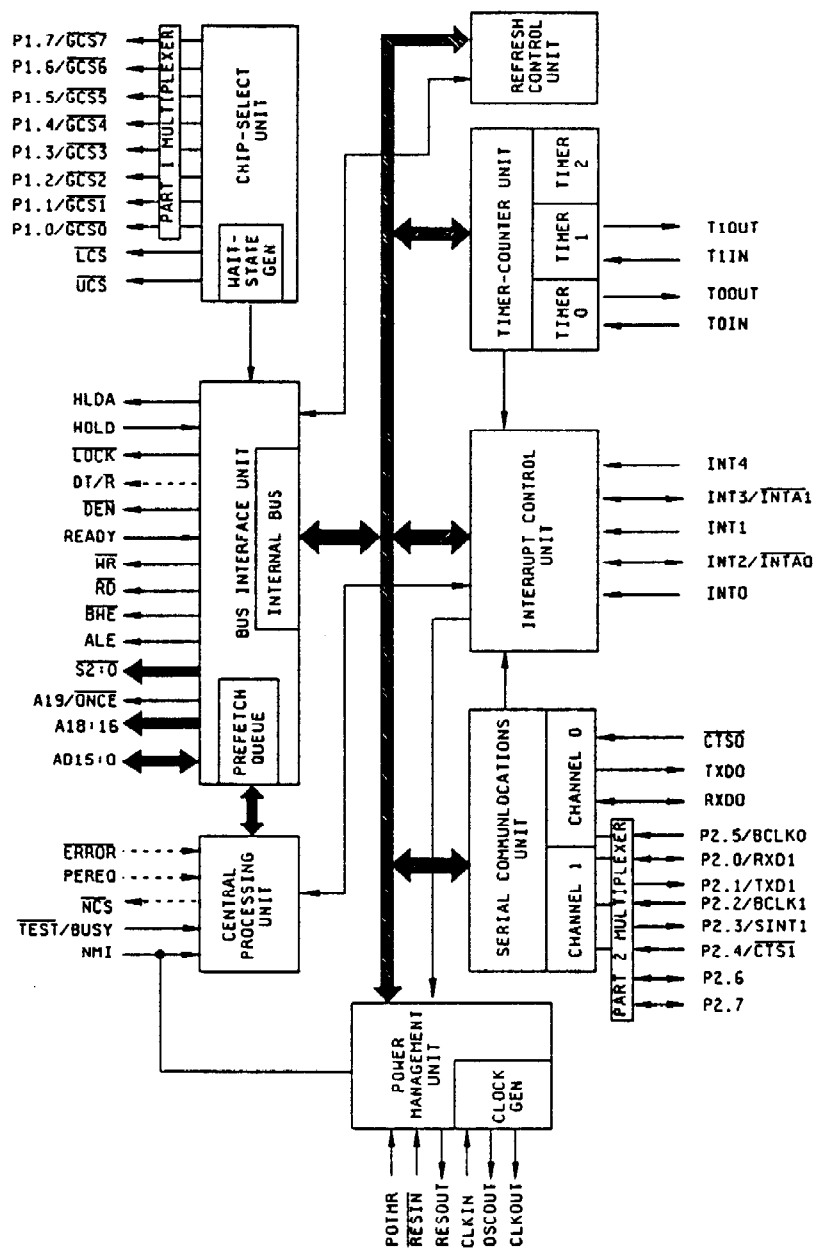 P1.7/GCS7
P1.6/GCS6
P1.5/GCS5
P1.4/GCS4
P1.3/GCS3
P1.2/GCS2
P1.1/GCS1
P1.0/GCS0
LCS
UCS
PART 1 MULTIPLEXER
CHIP-SELECT
UNIT
WAIT-
STATE
GEN
REFRESH
CONTROL
UNIT
TIMER-COUNTER UNIT
TIMER
2
TIMER
1
TIMER
0
T1OUT
T1IN
T0OUT
T0IN
HLDA
HOLD
LOCK
DT/R
DEN
READY
WR
RD
BHE
ALE
S2:0
A19/ONCE
A18:16
AD15:0
BUS INTERFACE UNIT
INTERNAL BUS
PREFETCH
QUEUE
INTERRUPT CONTROL
UNIT
INT4
INT3/INTA1
INT1
INT2/INTA0
INT0
ERROR
PEREQ
NCS
TEST/BUSY
NMI
CENTRAL
PROCESSING
UNIT
SERIAL COMMUNLOCATIONS
UNIT
CHANNEL 0
CHANNEL 1
PART 2 MULTIPLEXER
CTS0
TXD0
RXD0
P2.5/BCLK0
P2.0/RXD1
P2.1/TXD1
P2.2/BCLK1
P2.3/SINT1
P2.4/CTS1
P2.6
P2.7
POWER
MANAGEMENT
UNIT
CLOCK
GEN
POTMR
RESIN
RESOUT
CLKIN
OSCOUT
CLKOUT